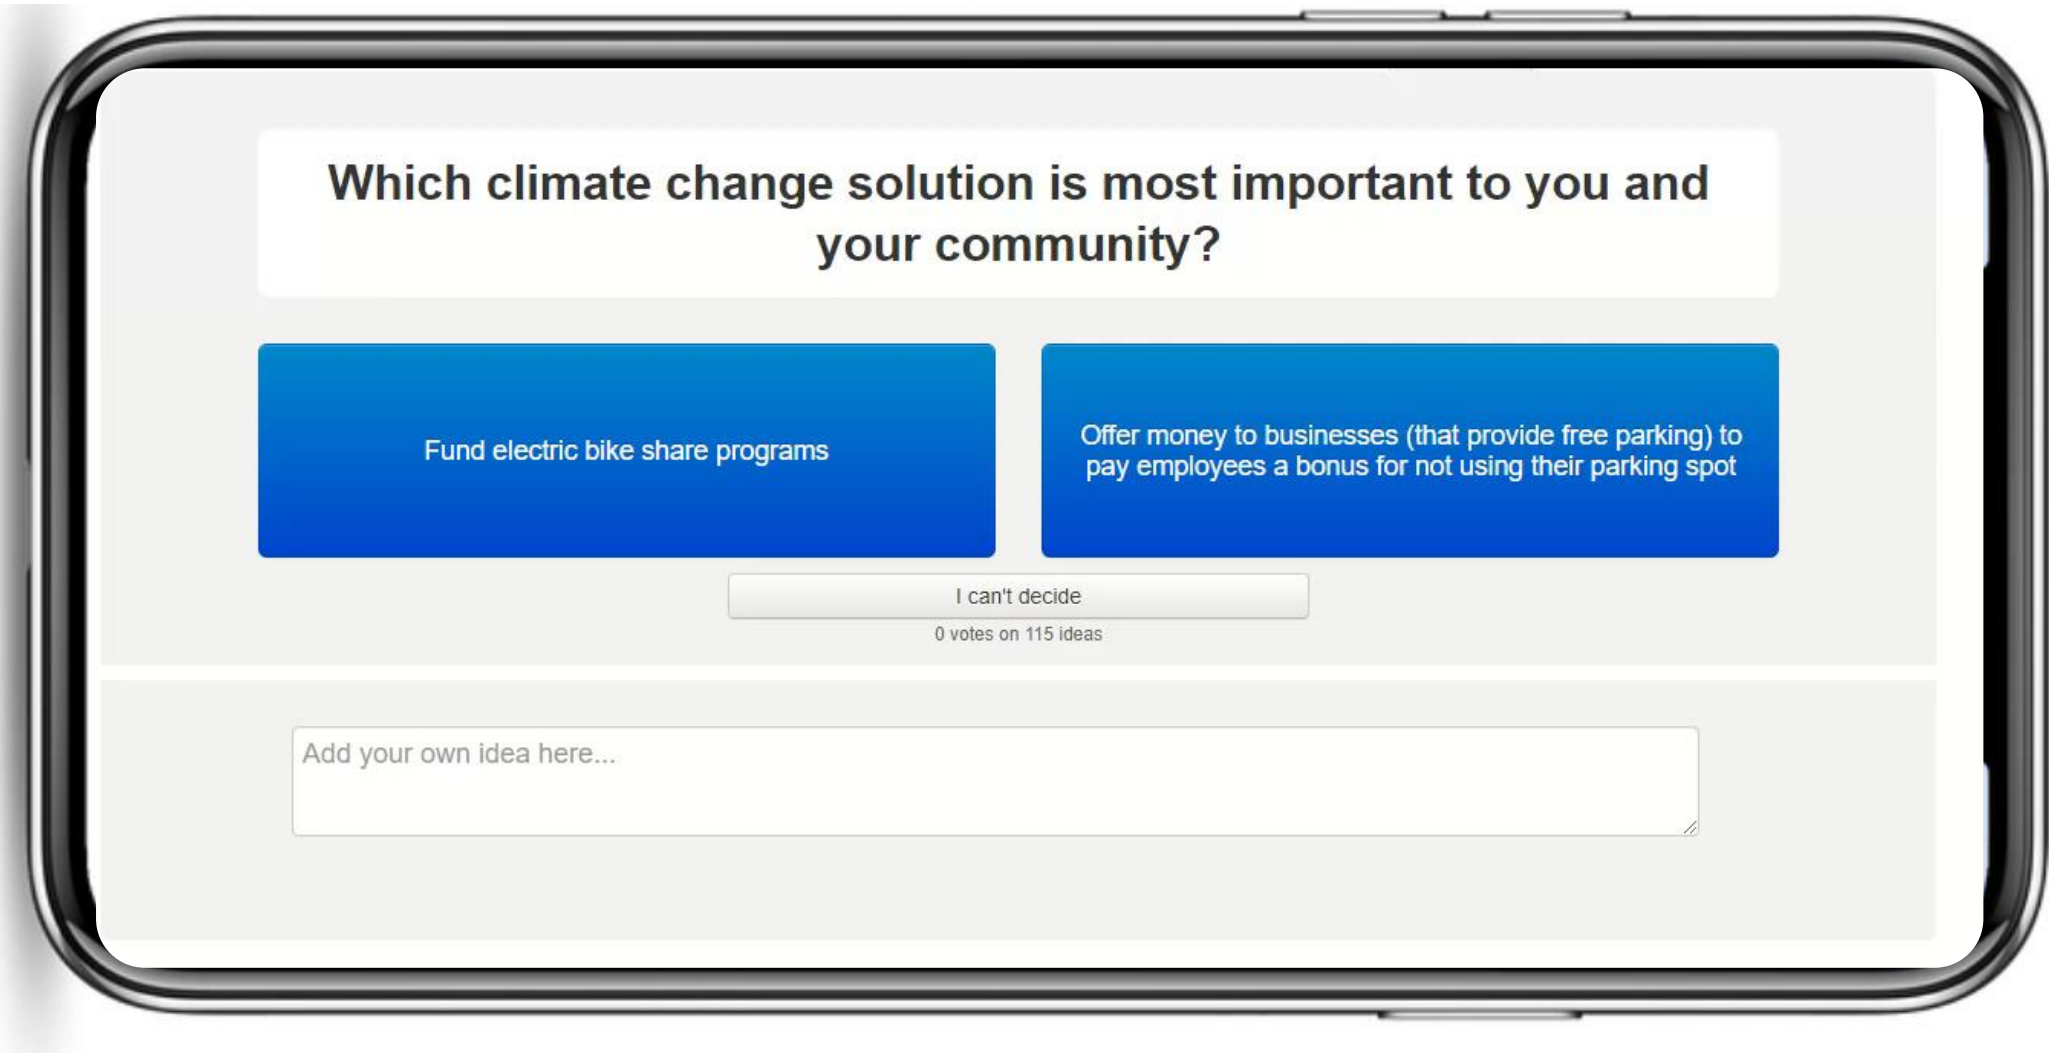 Which climate change solution is most important to you and
your community?
Fund electric bike share programs
Offer money to businesses (that provide free parking) to
pay employees a bonus for not using their parking spot
I can't decide
0 votes on 115 ideas
Add your own idea here...